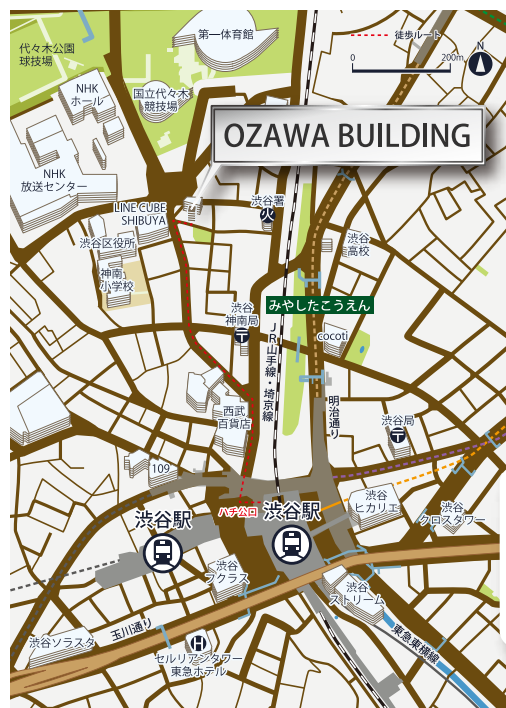 第一体育館
徒歩ルート
代々木公園
球技場
0
200m
N
NHK
ホール
国立代々木
競技場
OZAWA BUILDING
NHK
放送センター
LINE CUBE
SHIBUYA
渋谷署
火
渋谷区役所
渋谷
高校
神南
小学校
みやしたこうえん
渋谷
神南局
cocoti
JR山手線・埼京線
明治通り
西武
百貨店
渋谷局
109
ハチ公口
渋谷駅
渋谷駅
渋谷
ヒカリエ
渋谷
クロスタワー
渋谷
フクラス
渋谷
ストリーム
玉川通り
東急東横線
渋谷ソラスタ
H
セルリアンタワー
東急ホテル